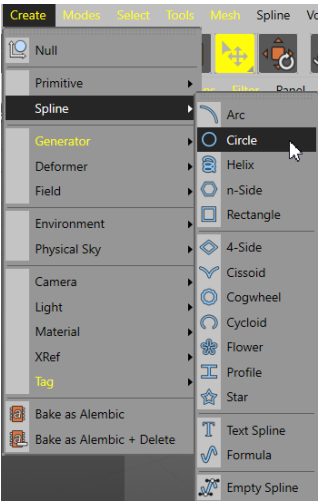 Create Modes Select Tools Mesh Spline
Null
Primitive
Spline
Generator
Deformer
Field
Environment
Physical Sky
Camera
Light
Material
XRef
Tag
Bake as Alembic
Bake as Alembic + Delete
Filter Panel
Arc
Circle
Helix
n-Side
Rectangle
4-Side
Cissoid
Cogwheel
Cycloid
Flower
Profile
Star
Text Spline
Formula
Empty Spline